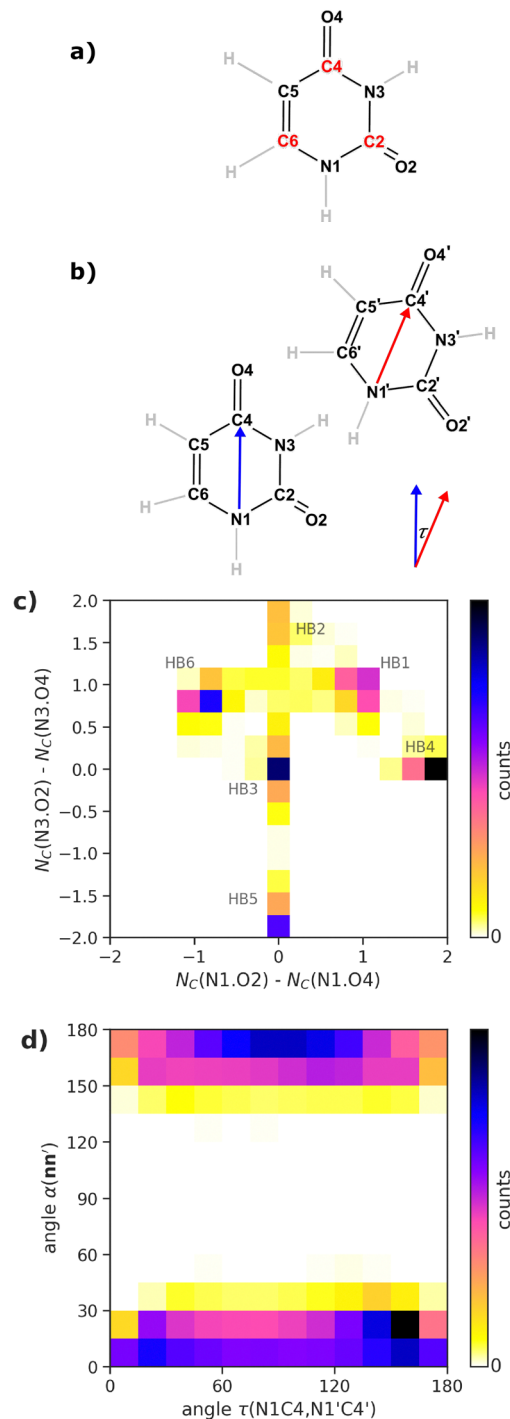 a)
O4
H
C4
H
C5
N3
C6
C2
H
N1
O2
H
b)
O4'
H
C5'
C4'
H
N3'
H
C6'
O4
C2'
N1'
H
C4
H
H
O2'
C5
N3
C6
C2
H
N1
O2
τ
H
c)
2.0
HB2
1.5
HB6
HB1
1.0
0.5
HB4
0.0
HB3
−0.5
−1.0
−1.5
HB5
−2.0
−2
−1
0
1
2
N_C(N3.O2) - N_C(N3.O4)
N_C(N1.O2) - N_C(N1.O4)
counts
0
d)
180
150
120
90
60
30
0
0
60
120
180
angle α(nn')
angle τ(N1C4,N1'C4')
counts
0